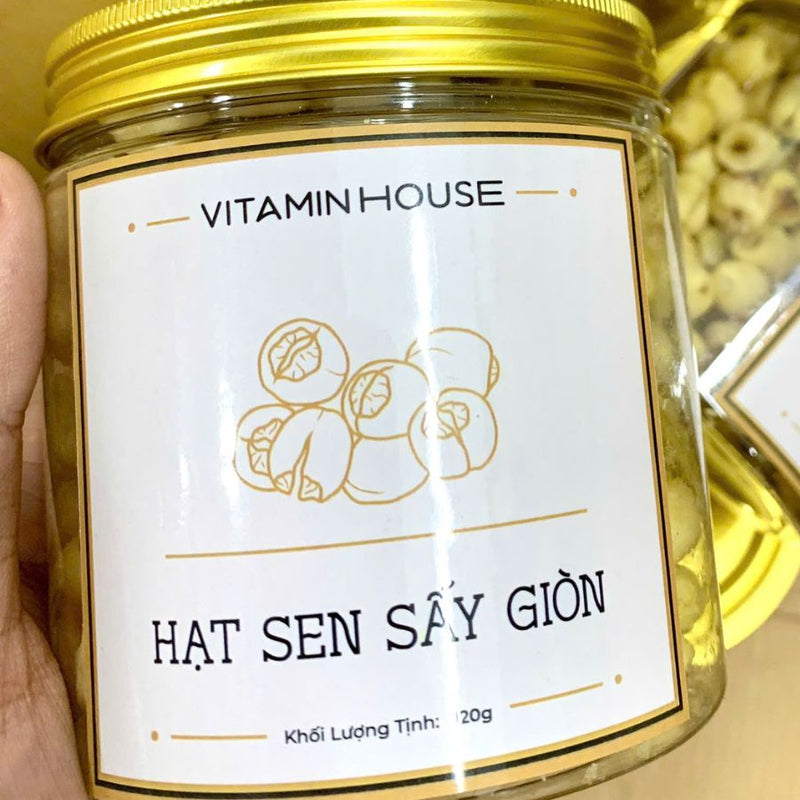 VITAMIN HOUSE
HẠT SEN SẤY GIÒN
Khối Lượng Tịnh: